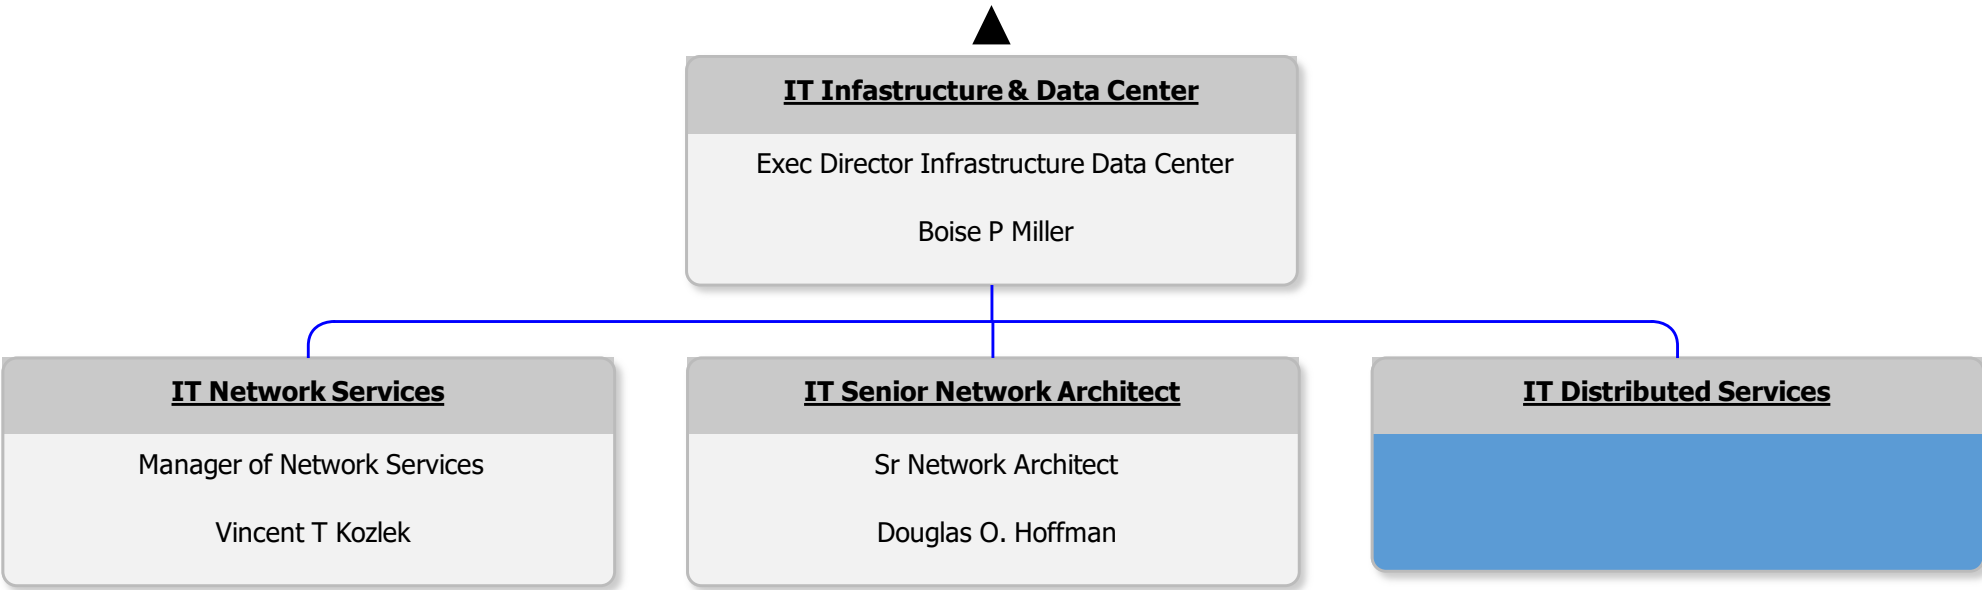 IT Infastructure & Data Center
Exec Director Infrastructure Data Center
Boise P Miller
IT Network Services
Manager of Network Services
Vincent T Kozlek
IT Senior Network Architect
Sr Network Architect
Douglas O. Hoffman
IT Distributed Services